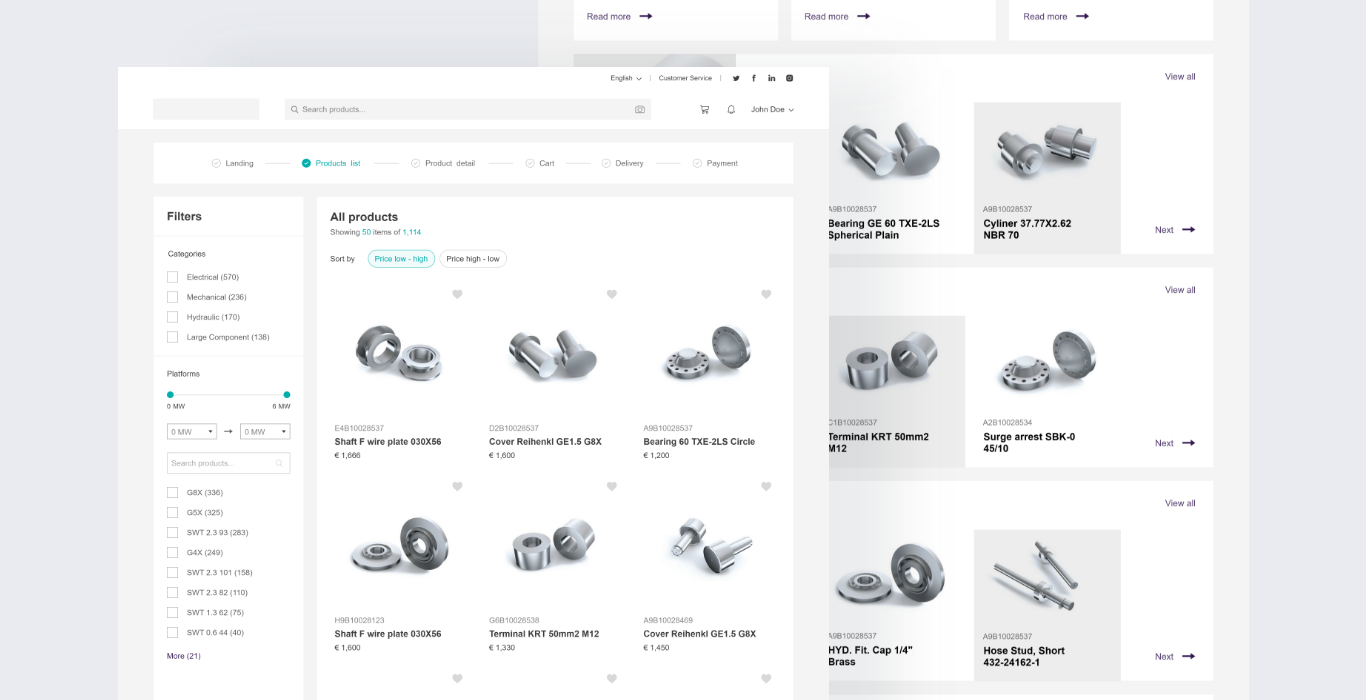 Read more
Read more
Read more
English
Customer Service
Search products...
John Doe
Landing
Products list
Product detail
Cart
Delivery
Payment
Filters
Categories
Electrical (570)
Mechanical (236)
Hydraulic (170)
Large Component (138)
Platforms
0 MW
6 MW
0 MW
0 MW
Search products...
G8X (336)
G5X (325)
SWT 2.3 93 (283)
G4X (249)
SWT 2.3 101 (158)
SWT 2.3 82 (110)
SWT 1.3 62 (75)
SWT 0.6 44 (40)
More (21)
All products
Showing 50 items of 1,114
Sort by
Price low - high
Price high - low
E4B10028537
Shaft F wire plate 030X56
€ 1,666
D2B10028537
Cover Reihenkl GE1.5 G8X
€ 1,600
A9B10028537
Bearing 60 TXE-2LS Circle
€ 1,200
H9B10028123
Shaft F wire plate 030X56
€ 1,600
G6B10028538
Terminal KRT 50mm2 M12
€ 1,330
A9B10028469
Cover Reihenkl GE1.5 G8X
€ 1,450
View all
A9B10028537
Bearing GE 60 TXE-2LS
Spherical Plain
A9B10028537
Cyliner 37.77X2.62
NBR 70
Next
View all
C1B10028537
Terminal KRT 50mm2
M12
A2B10028534
Surge arrest SBK-0
45/10
Next
View all
A9B10028537
HYD. Fit. Cap 1/4"
Brass
A9B10028537
Hose Stud, Short
432-24162-1
Next